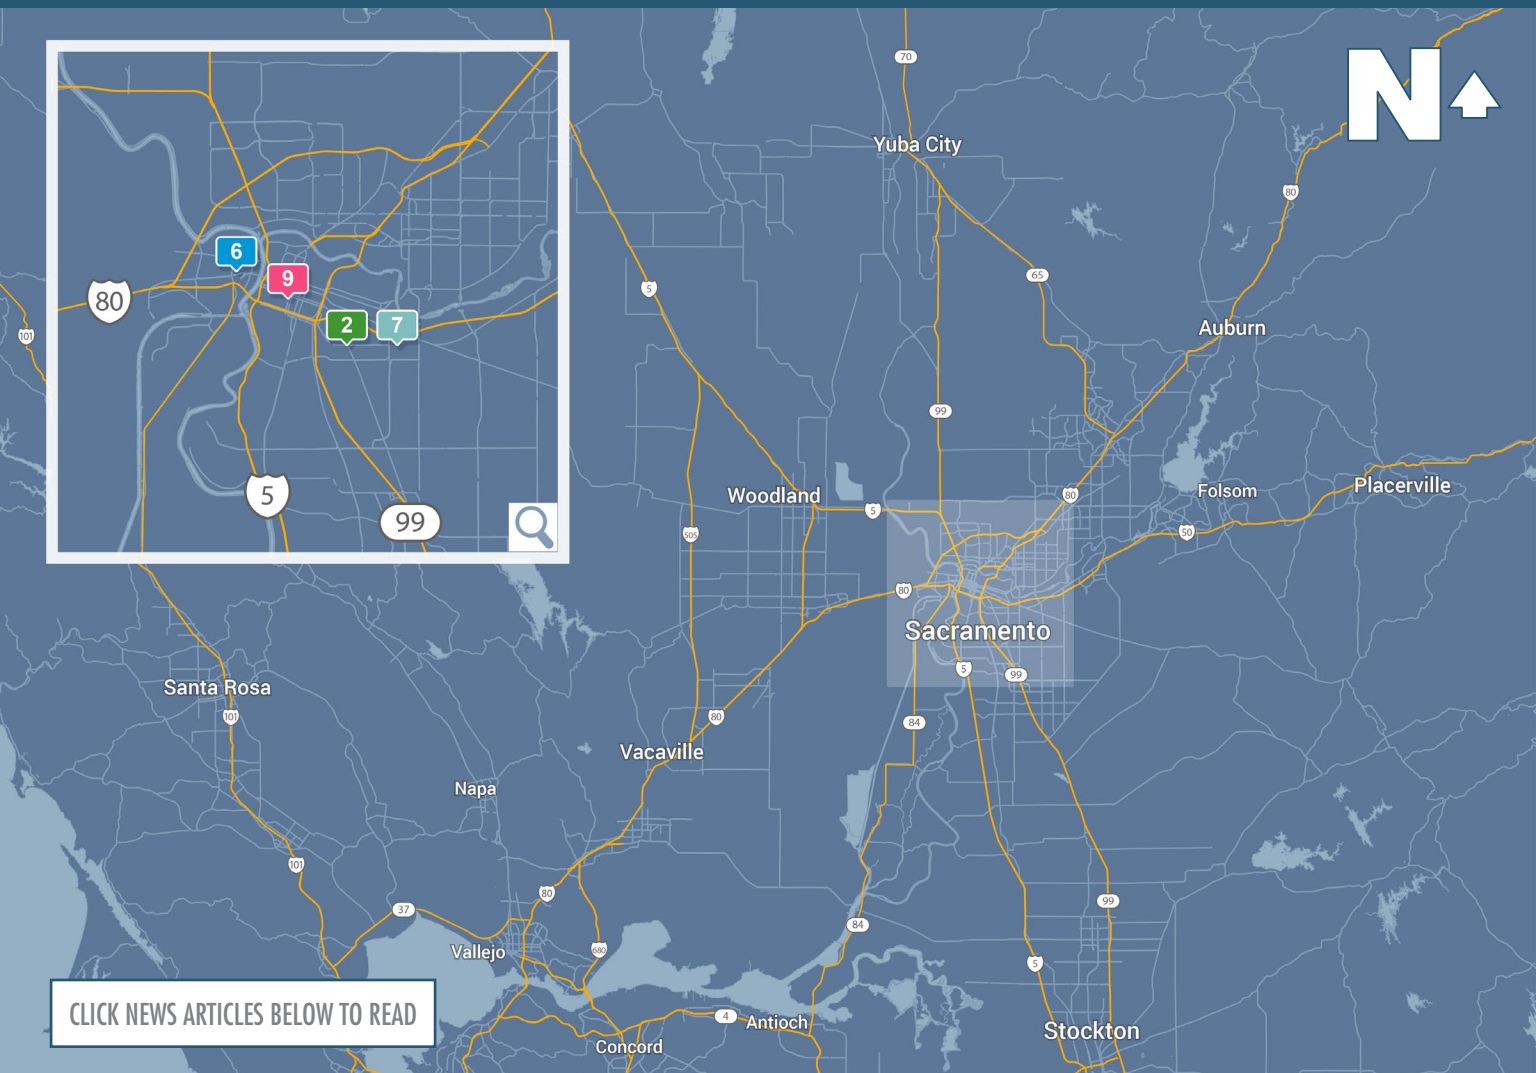 70
N
Yuba City
80
6
9
80
5
65
2
7
101
Auburn
99
5
99
Woodland
5
80
Folsom
Placerville
505
50
80
Sacramento
5
99
Santa Rosa
101
80
84
Vacaville
Napa
101
80
37
99
84
Vallejo
680
5
CLICK NEWS ARTICLES BELOW TO READ
4
Antioch
Stockton
Concord